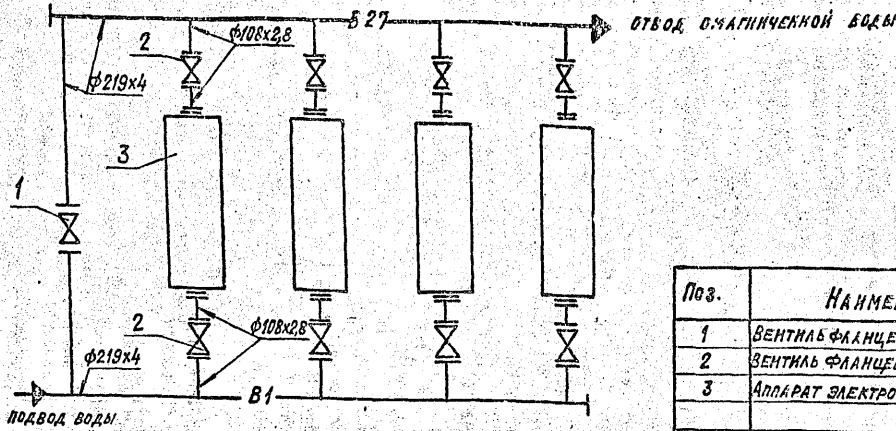 В 27
ОТВОД ОМАГНИЧЕННОЙ ВОДЫ
2
ф108х2,8
ф219х4
3
1
2
ф108х2,8
ф219х4
В1
ПОДВОД ВОДЫ
Поз. НАИМЕ
1 ВЕНТИЛЬ ФЛАНЦЕ
2 ВЕНТИЛЬ ФЛАНЦЕ
3 АППАРАТ ЭЛЕКТРО